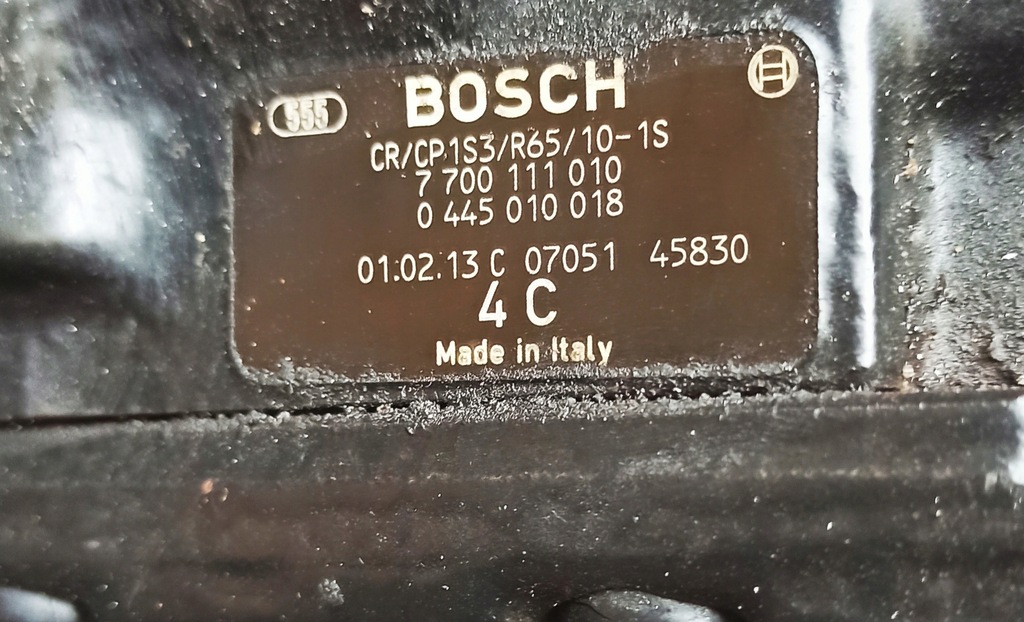 555 BOSCH
CR/CP1S3/R65/10-1S
7 700 111 010
0 445 010 018
01.02.13 C 07051 45830
4 C
Made in Italy